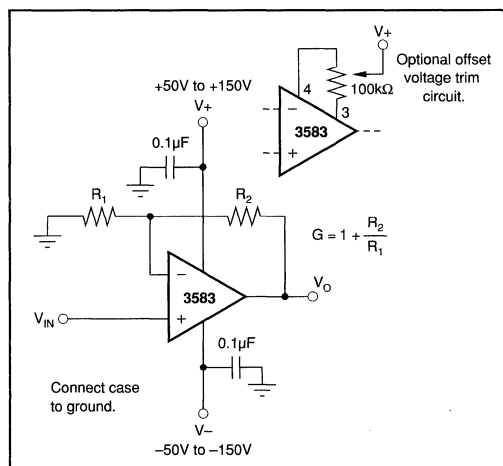 V+
Optional offset
voltage trim
circuit.
4
100kΩ
3
3583
–
+
+50V to +150V
V+
0.1µF
R1
R2
G = 1 + R2/R1
–
3583
+
VO
VIN
0.1µF
Connect case
to ground.
V–
–50V to –150V